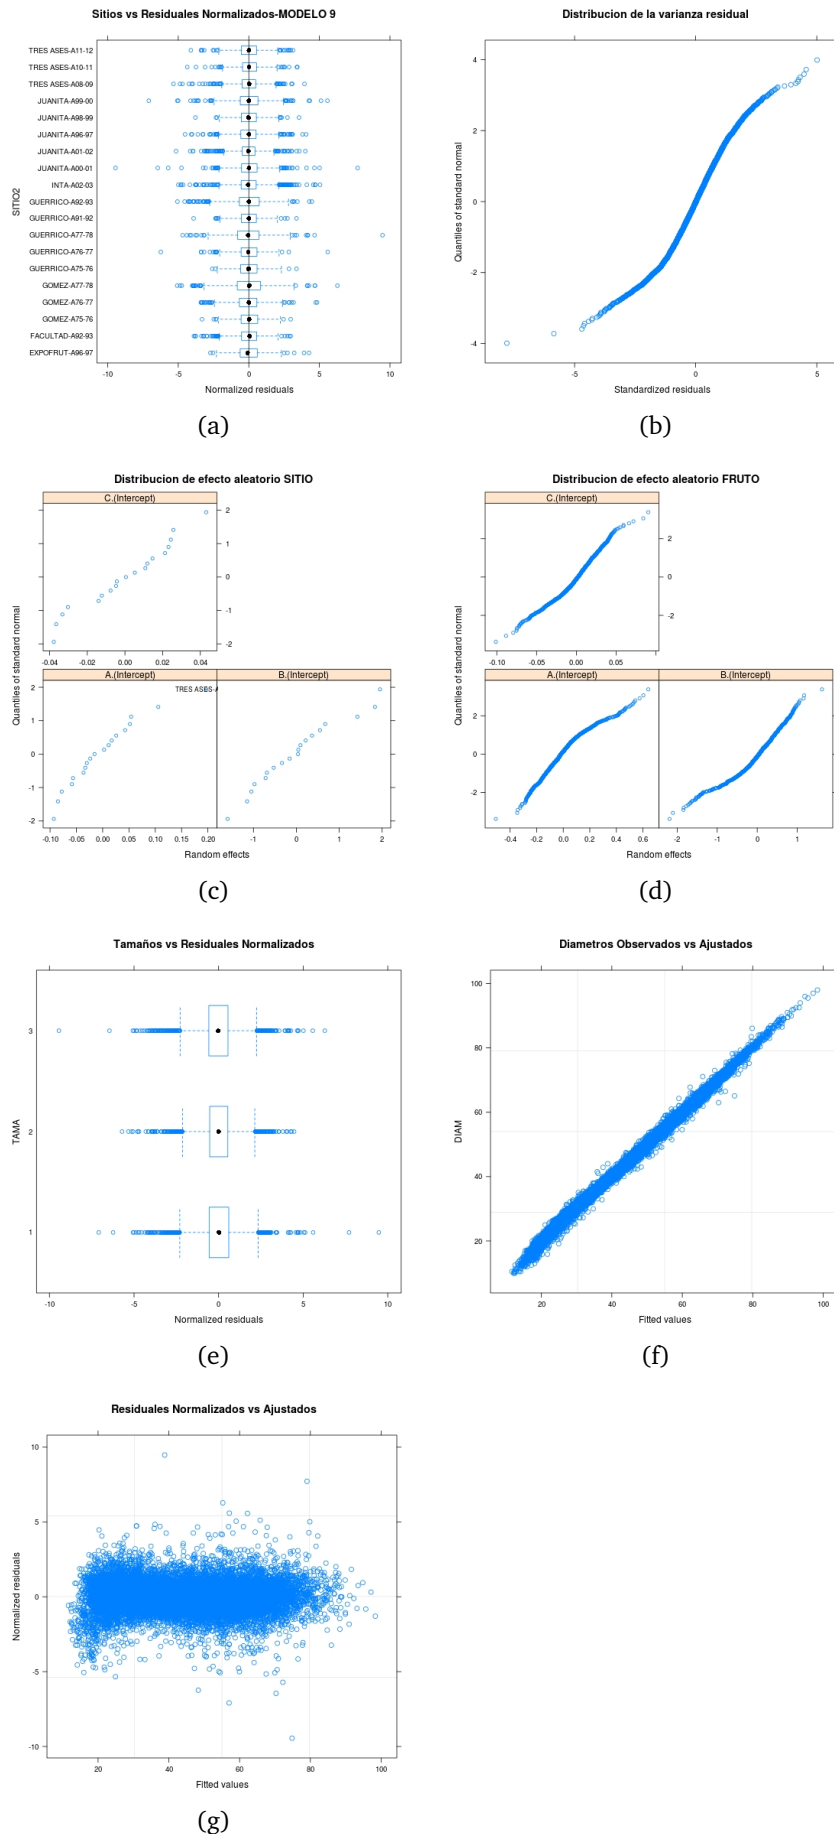 Sitios vs Residuales Normalizados-MODELO 9
-10 -5 0 5 10
TRES ASES-A11-12
TRES ASES-A10-11
TRES ASES-A08-09
JUANITA-A99-00
JUANITA-A98-99
JUANITA-A96-97
JUANITA-A01-02
JUANITA-A00-01
INTA-A02-03
GUERRICO-A92-93
GUERRICO-A91-92
GUERRICO-A77-78
GUERRICO-A76-77
GUERRICO-A75-76
GOMEZ-A77-78
GOMEZ-A76-77
GOMEZ-A75-76
FACULTAD-A92-93
EXPOFRUT-A96-97
SITIO2
Normalized residuals
(a)
Distribucion de la varianza residual
4
2
0
-2
-4
Quantiles of standard normal
-5 0 5
Standardized residuals
(b)
Distribucion de efecto aleatorio SITIO
C.(Intercept)
2
1
0
-1
-2
-0.04 -0.02 0.00 0.02 0.04
A.(Intercept)
B.(Intercept)
TRES ASES-A
2
1
0
-1
-2
Quantiles of standard normal
-0.10 -0.05 0.00 0.05 0.10 0.15 0.20
-1 0 1 2
Random effects
(c)
Distribucion de efecto aleatorio FRUTO
C.(Intercept)
2
0
-2
-0.10 -0.05 0.00 0.05
A.(Intercept)
B.(Intercept)
2
0
-2
Quantiles of standard normal
-0.4 -0.2 0.0 0.2 0.4 0.6
-2 -1 0 1
Random effects
(d)
Tamaños vs Residuales Normalizados
3
2
1
TAMA
-10 -5 0 5 10
Normalized residuals
(e)
Diametros Observados vs Ajustados
100
80
60
40
20
DIAM
20 40 60 80 100
Fitted values
(f)
Residuales Normalizados vs Ajustados
10
5
0
-5
-10
Normalized residuals
20 40 60 80 100
Fitted values
(g)